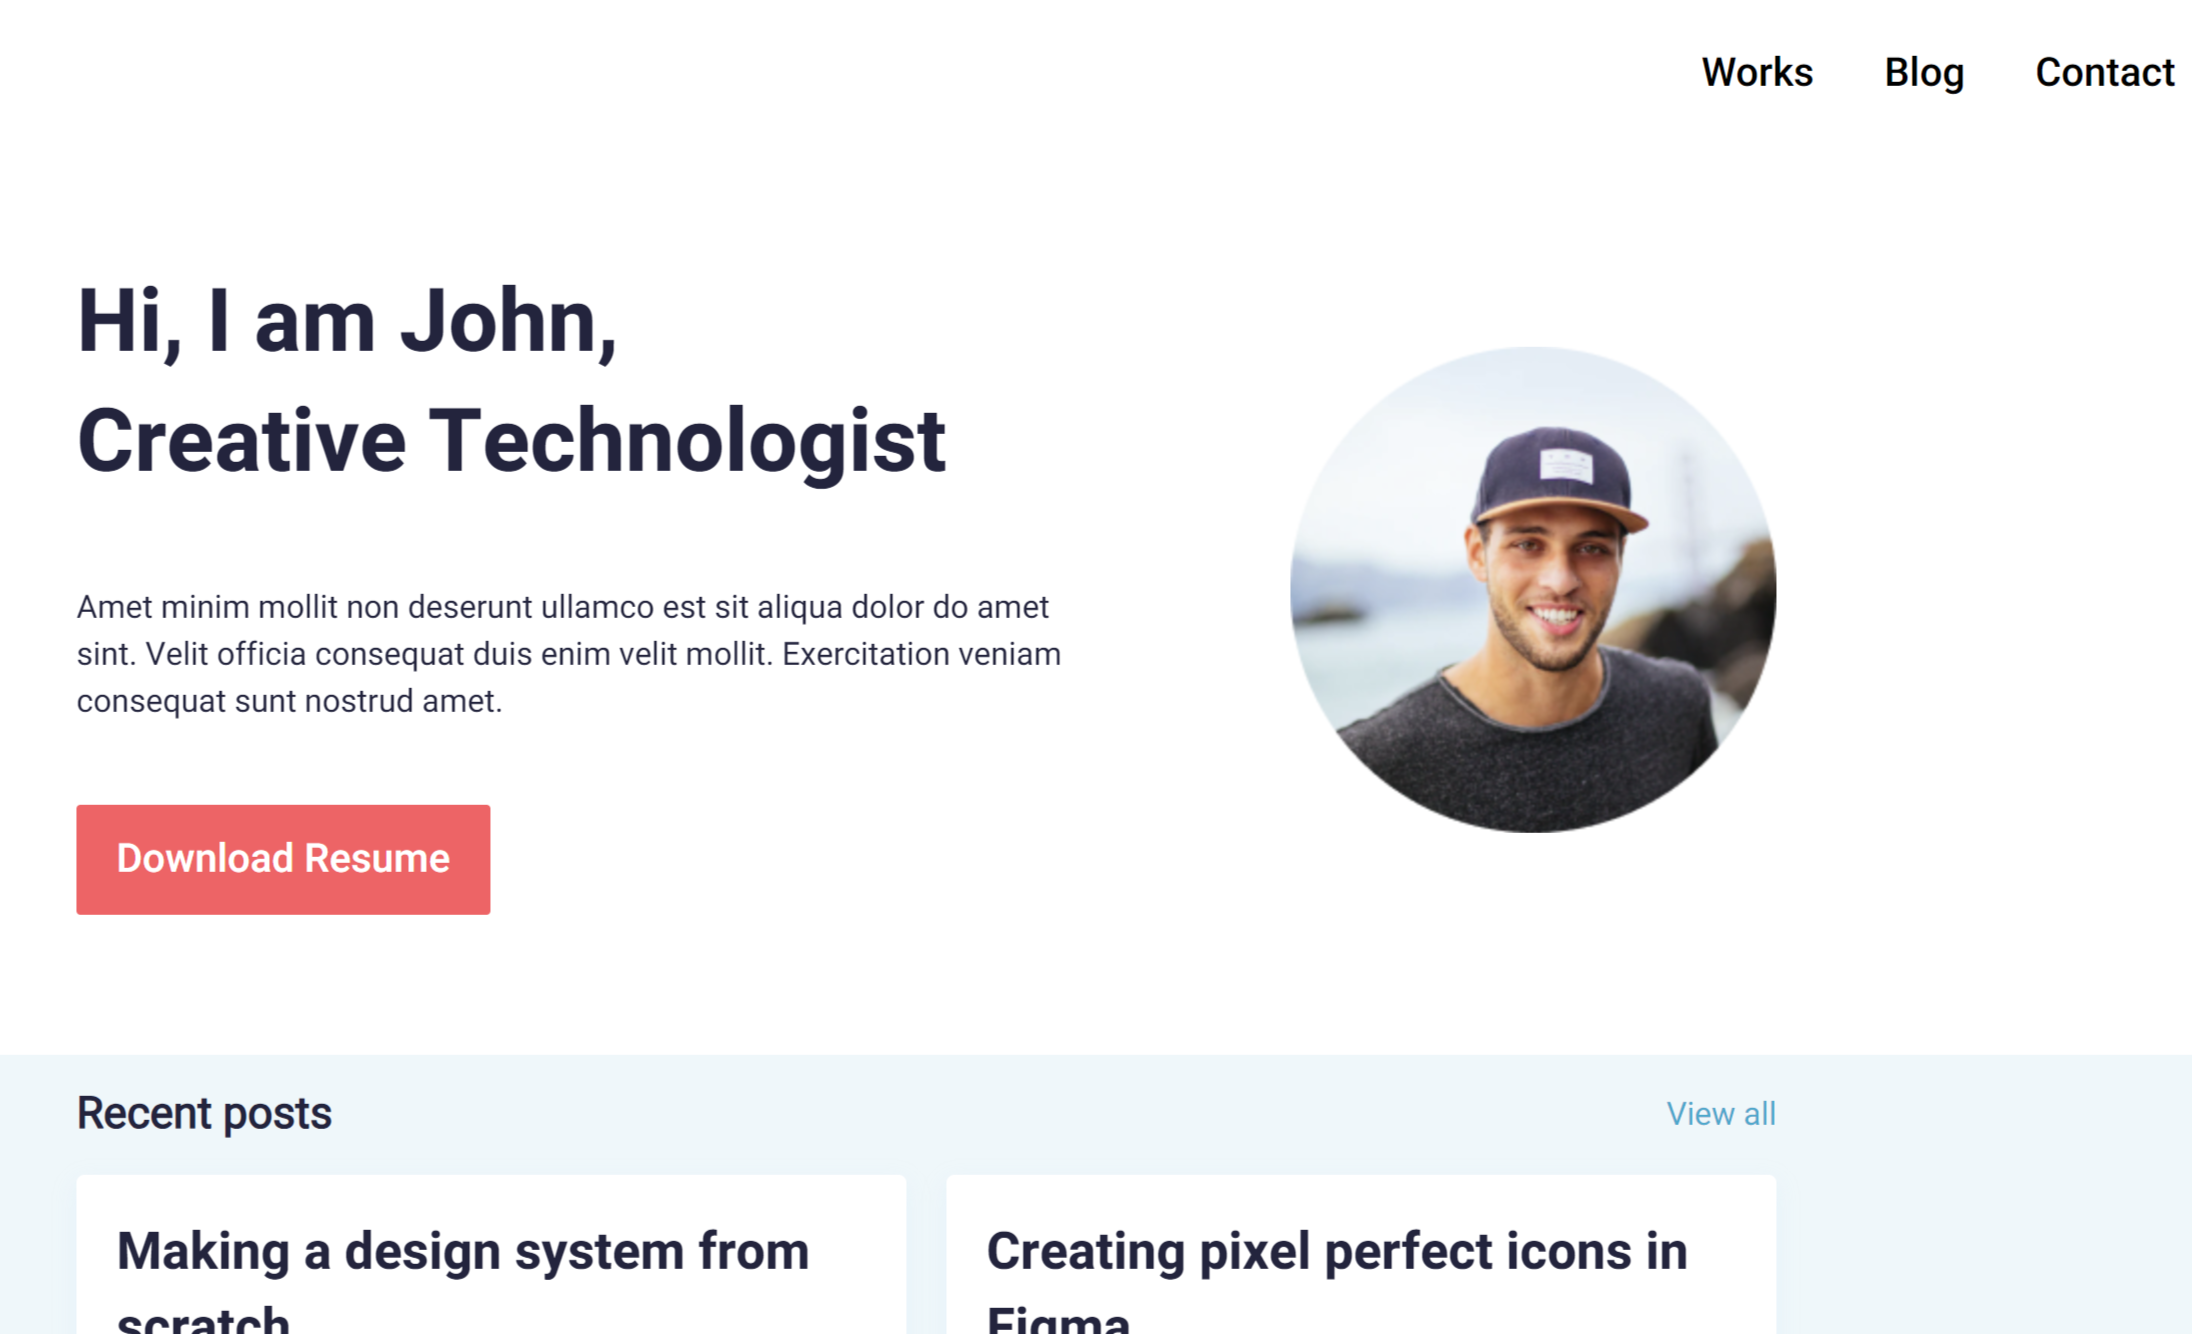 Works Blog Contact
Hi, I am John,
Creative Technologist
Amet minim mollit non deserunt ullamco est sit aliqua dolor do amet
sint. Velit officia consequat duis enim velit mollit. Exercitation veniam
consequat sunt nostrud amet.
Download Resume
Recent posts
View all
Making a design system from
scratch
Creating pixel perfect icons in
Figma